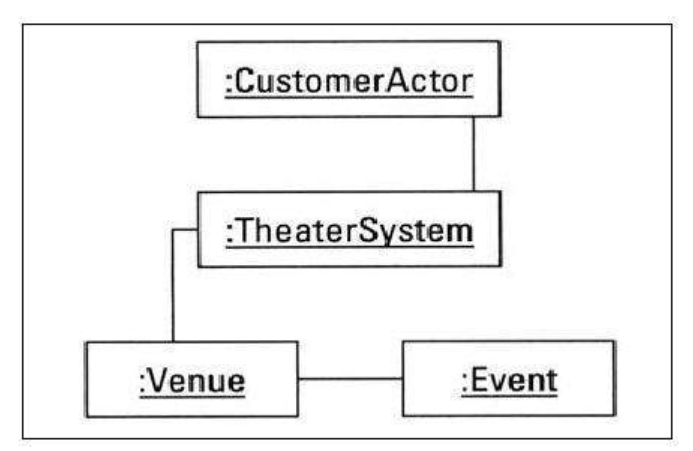 :CustomerActor
:TheaterSystem
:Venue
:Event